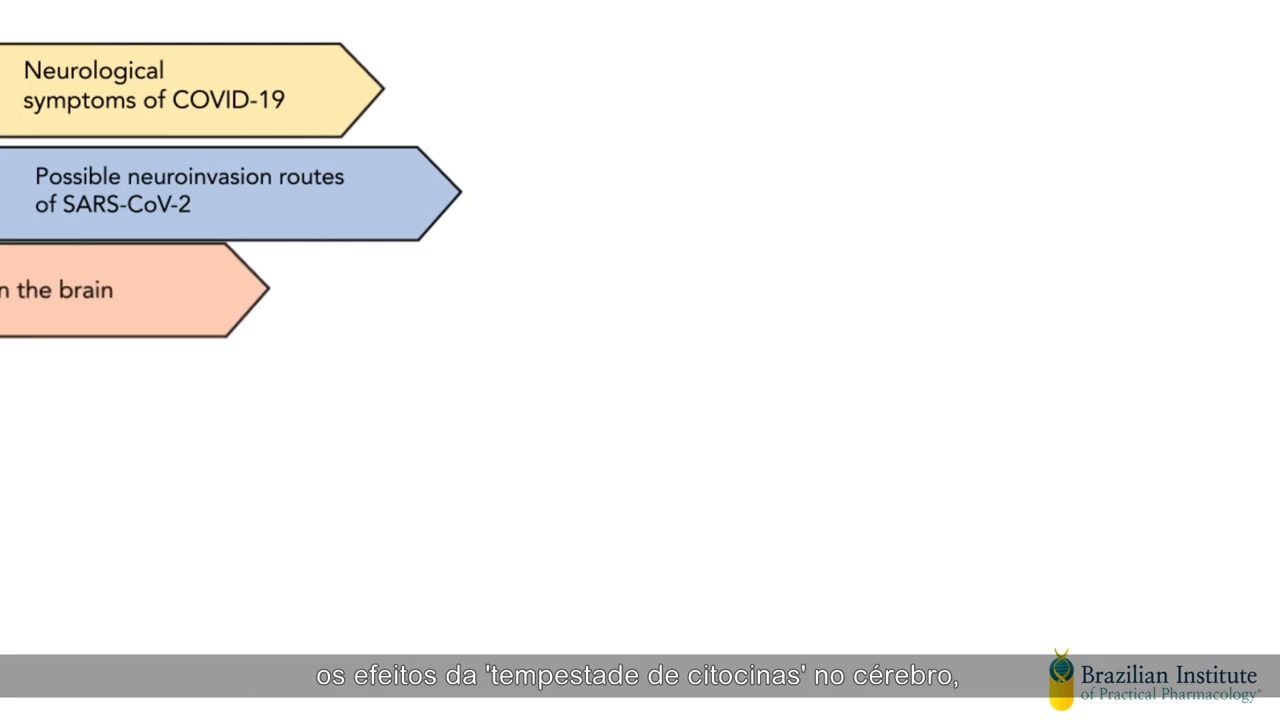 Neurological
symptoms of COVID-19
Possible neuroinvasion routes
of SARS-CoV-2
n the brain
os efeitos da 'tempestade de citocinas' no cérebro,
Brazilian Institute
of Practical Pharmacology